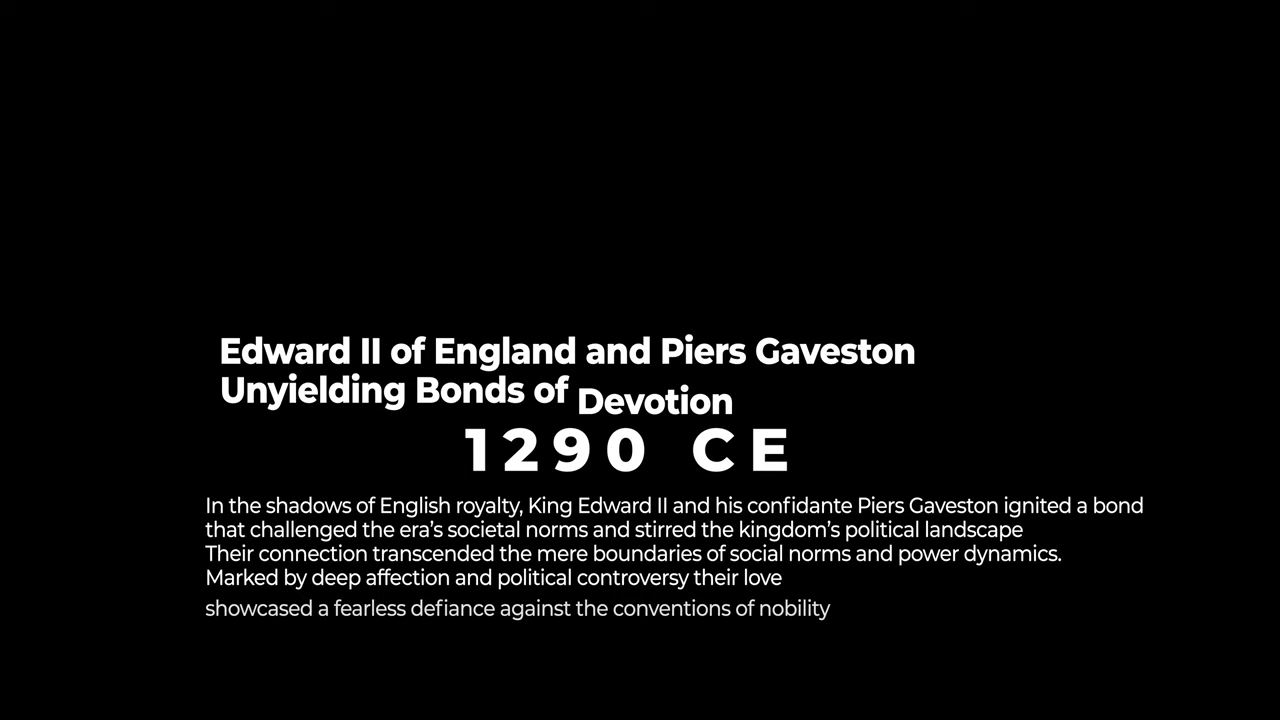 Edward II of England and Piers Gaveston
Unyielding Bonds of Devotion
1290 CE
In the shadows of English royalty, King Edward II and his confidante Piers Gaveston ignited a bond
that challenged the era's societal norms and stirred the kingdom's political landscape
Their connection transcended the mere boundaries of social norms and power dynamics.
Marked by deep affection and political controversy their love
showcased a fearless defiance against the conventions of nobility